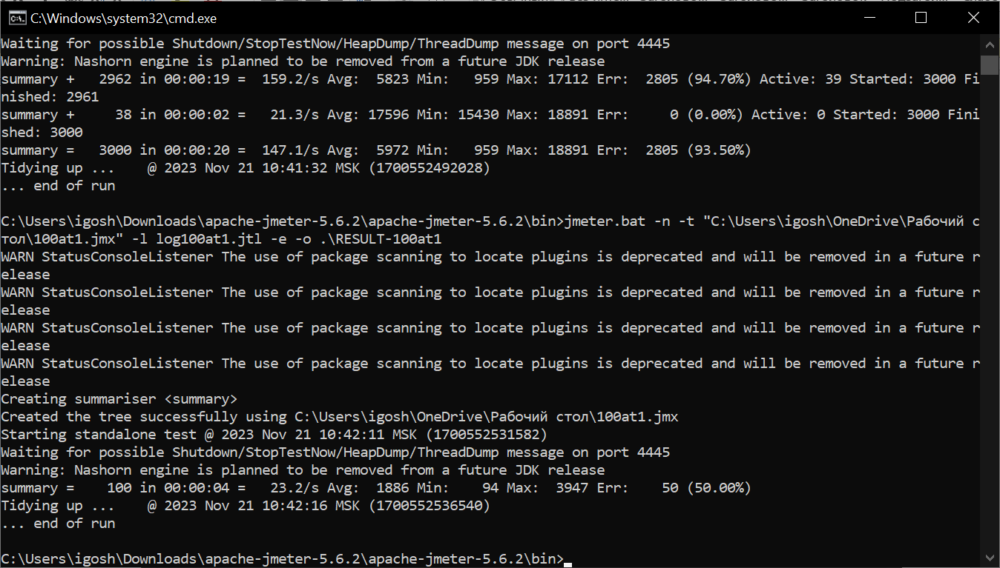 C:\Windows\system32\cmd.exe
Waiting for possible Shutdown/StopTestNow/HeapDump/ThreadDump message on port 4445
Warning: Nashorn engine is planned to be removed from a future JDK release
summary +   2962 in 00:00:19 =  159.2/s Avg:  5823 Min:   959 Max: 17112 Err:  2805 (94.70%) Active: 39 Started: 3000 Fi
nished: 2961
summary +     38 in 00:00:02 =   21.3/s Avg: 17596 Min: 15430 Max: 18891 Err:     0 (0.00%) Active: 0 Started: 3000 Fini
shed: 3000
summary =   3000 in 00:00:20 =  147.1/s Avg:  5972 Min:   959 Max: 18891 Err:  2805 (93.50%)
Tidying up ...    @ 2023 Nov 21 10:41:32 MSK (1700552492028)
... end of run
C:\Users\igosh\Downloads\apache-jmeter-5.6.2\apache-jmeter-5.6.2\bin>jmeter.bat -n -t "C:\Users\igosh\OneDrive\Рабочий с
тол\100at1.jmx" -l log100at1.jtl -e -o .\RESULT-100at1
WARN StatusConsoleListener The use of package scanning to locate plugins is deprecated and will be removed in a future r
elease
WARN StatusConsoleListener The use of package scanning to locate plugins is deprecated and will be removed in a future r
elease
WARN StatusConsoleListener The use of package scanning to locate plugins is deprecated and will be removed in a future r
elease
WARN StatusConsoleListener The use of package scanning to locate plugins is deprecated and will be removed in a future r
elease
Creating summariser <summary>
Created the tree successfully using C:\Users\igosh\OneDrive\Рабочий стол\100at1.jmx
Starting standalone test @ 2023 Nov 21 10:42:11 MSK (1700552531582)
Waiting for possible Shutdown/StopTestNow/HeapDump/ThreadDump message on port 4445
Warning: Nashorn engine is planned to be removed from a future JDK release
summary =    100 in 00:00:04 =   23.2/s Avg:  1886 Min:    94 Max:  3947 Err:    50 (50.00%)
Tidying up ...    @ 2023 Nov 21 10:42:16 MSK (1700552536540)
... end of run
C:\Users\igosh\Downloads\apache-jmeter-5.6.2\apache-jmeter-5.6.2\bin>